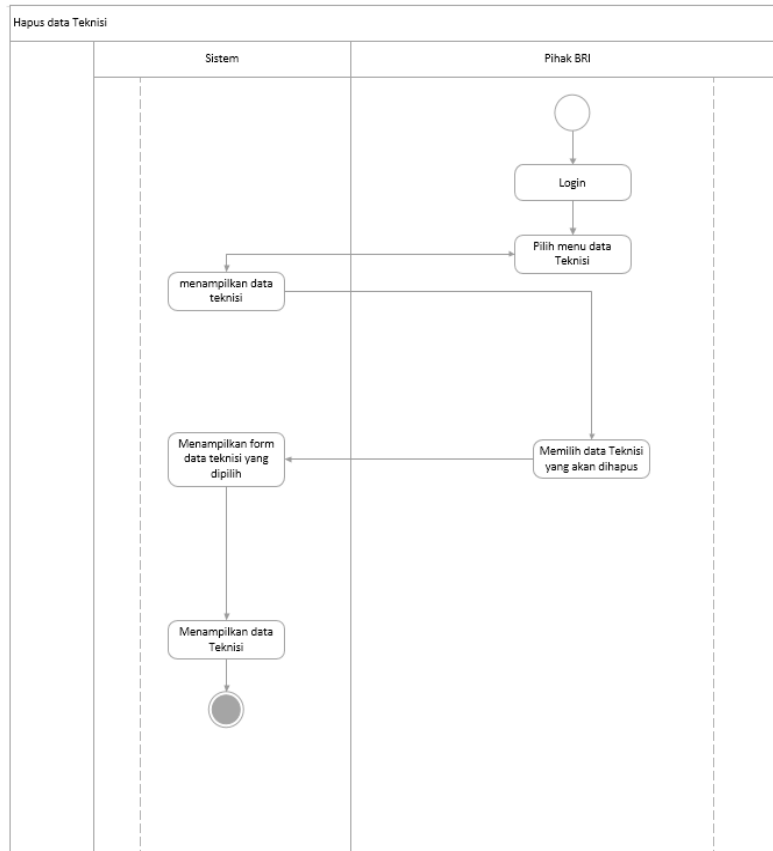 Hapus data Teknisi
Sistem
Pihak BRI
Login
Pilih menu data
Teknisi
menampilkan data
teknisi
Memilih data Teknisi
yang akan dihapus
Menampilkan form
data teknisi yang
dipilih
Menampilkan data
Teknisi